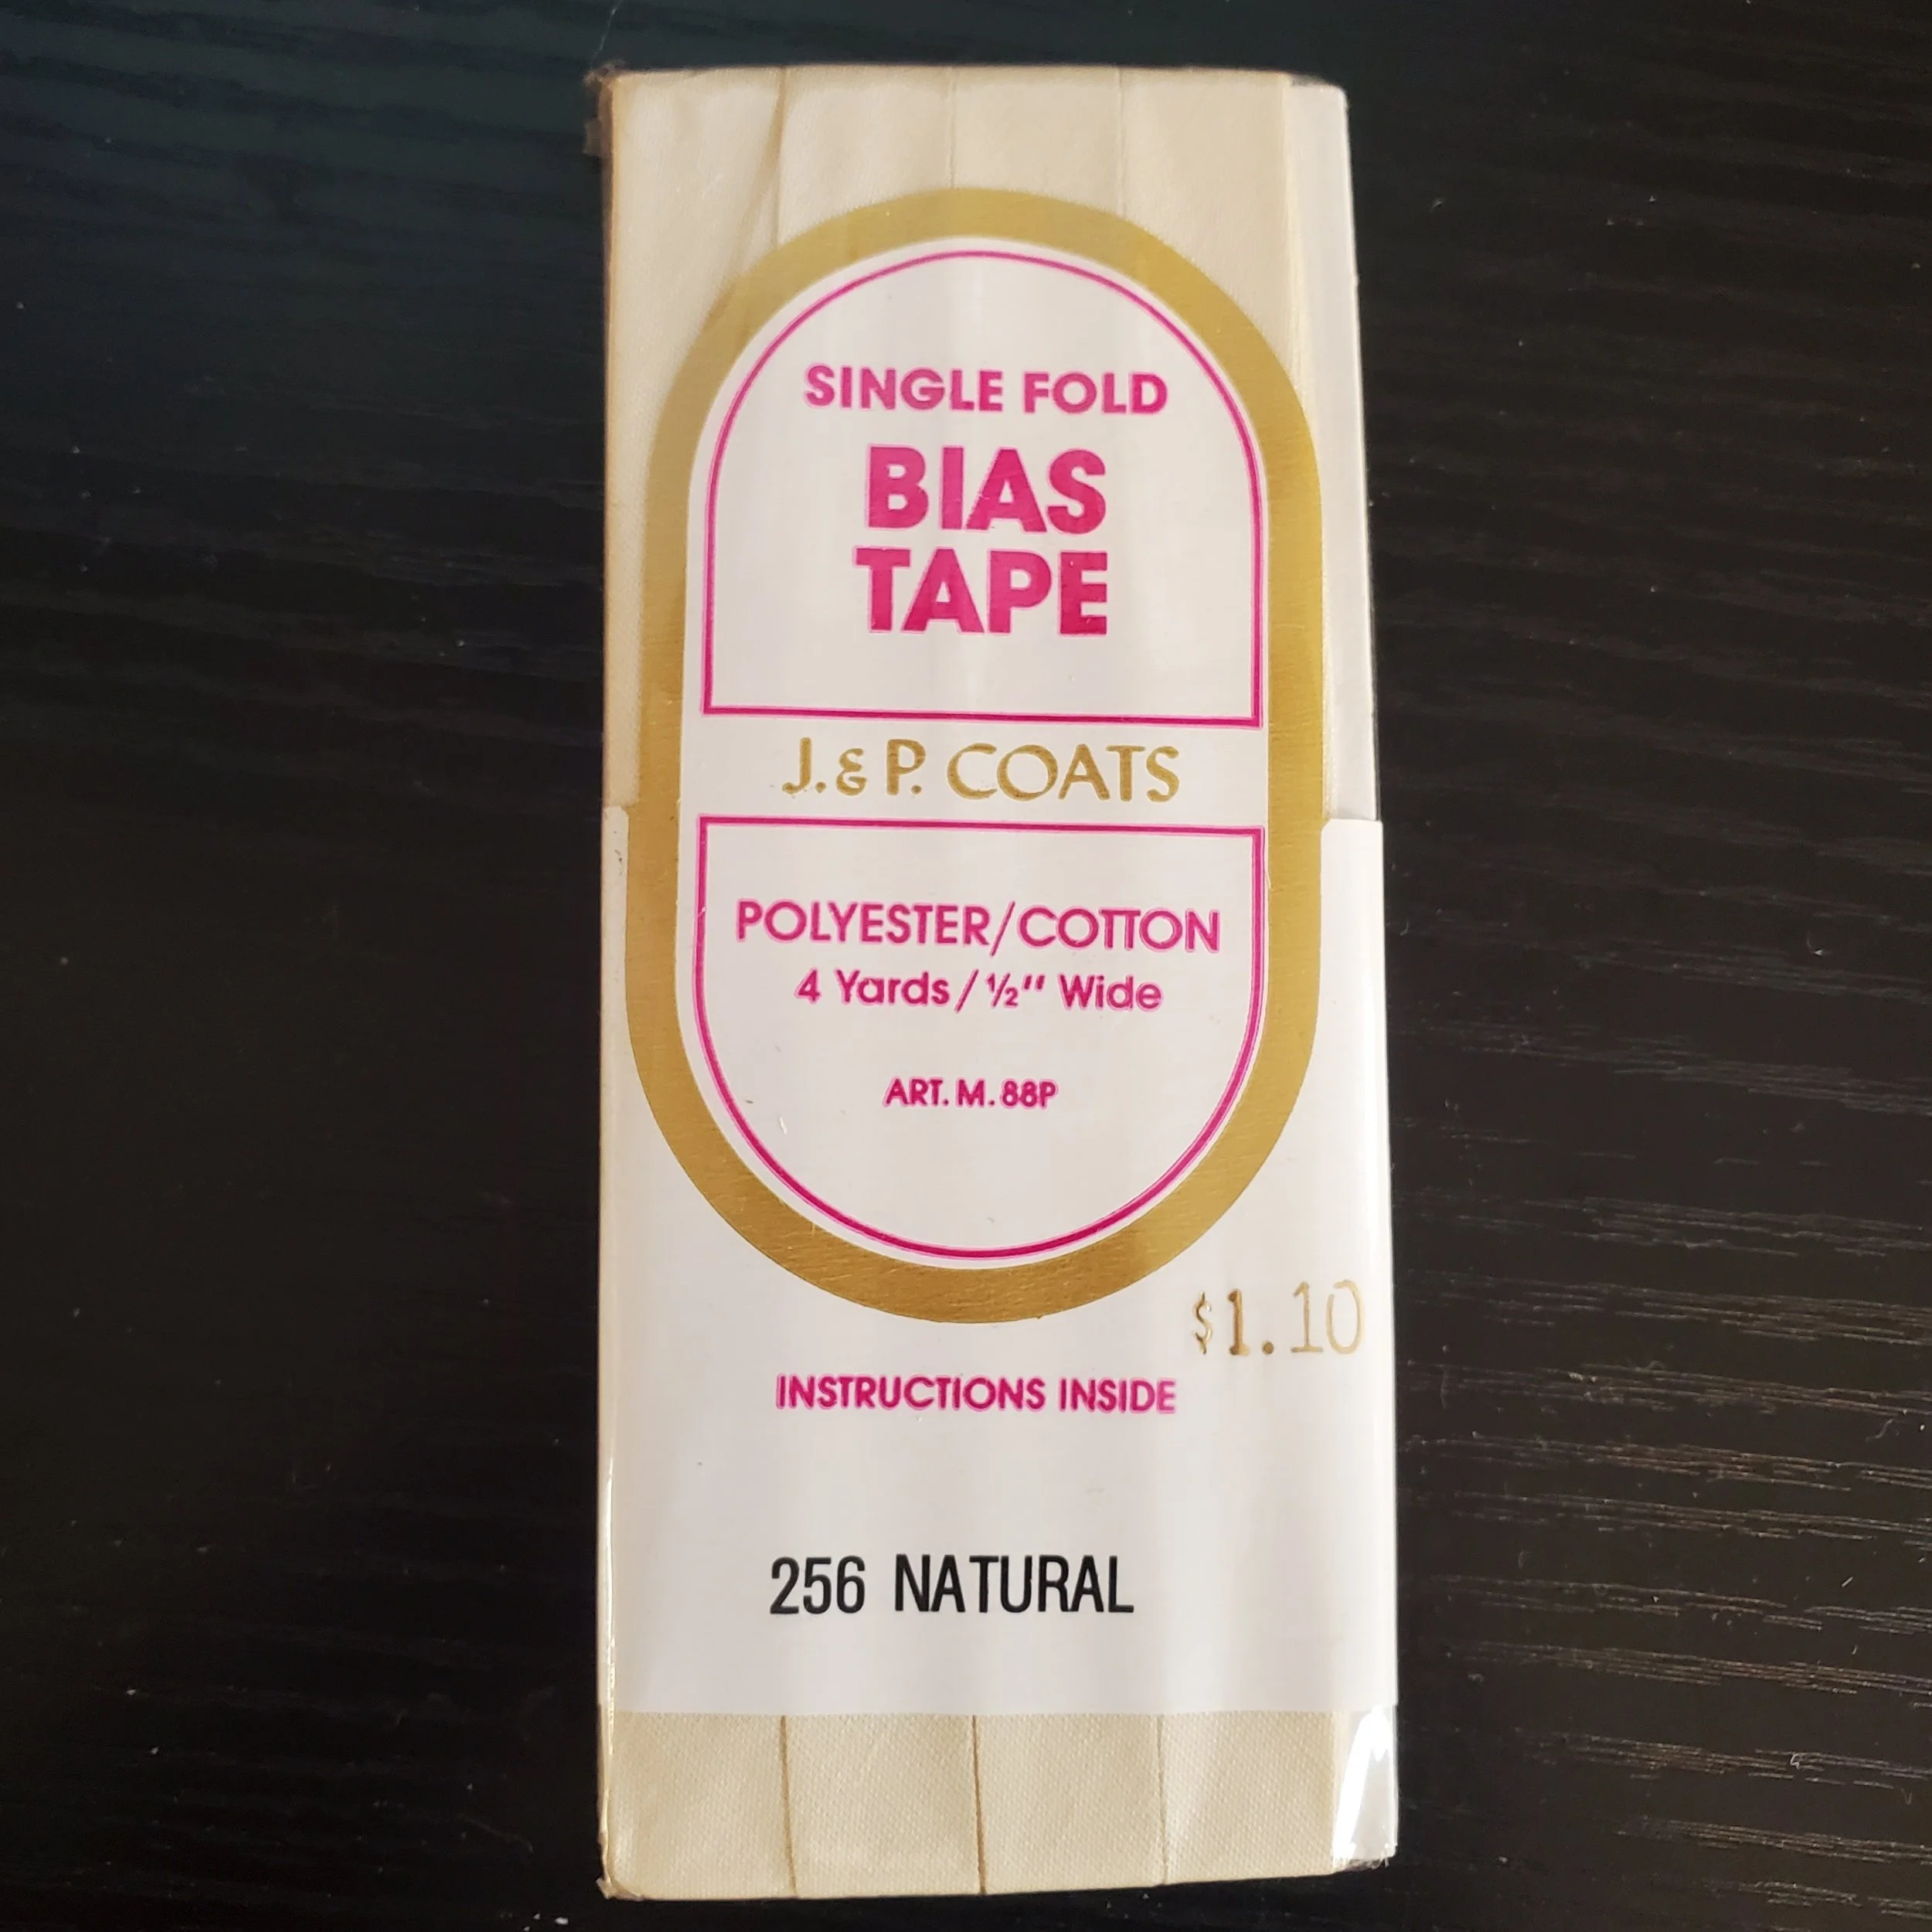 SINGLE FOLD
BIAS
TAPE
J.&P. COATS
POLYESTER/COTTON
4 Yards/½" Wide
ART. M.88P
$1.10
INSTRUCTIONS INSIDE
256 NATURAL